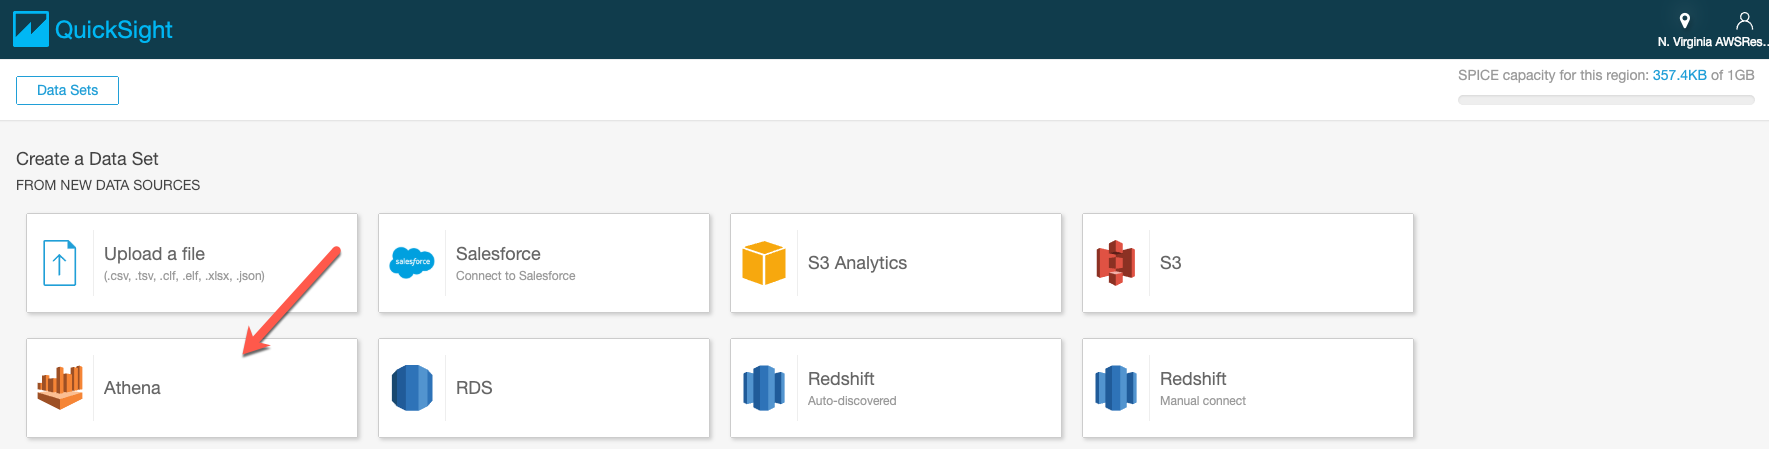 QuickSight
N. Virginia AWSRes...
Data Sets
SPICE capacity for this region: 357.4KB of 1GB
Create a Data Set
FROM NEW DATA SOURCES
Upload a file
(.csv, .tsv, .clf, .elf, .xlsx, .json)
salesforce
Salesforce
Connect to Salesforce
S3 Analytics
S3
Athena
RDS
Redshift
Auto-discovered
Redshift
Manual connect